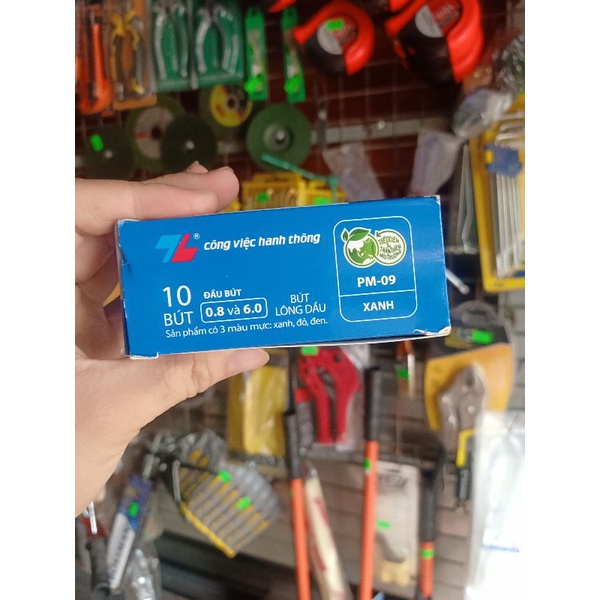 TL® công việc hanh thông
10 BÚT
ĐẦU BÚT
0.8 và 6.0
BÚT LÔNG DẦU
Sản phẩm có 3 màu mực: xanh, đỏ, đen.
PM-09
XANH